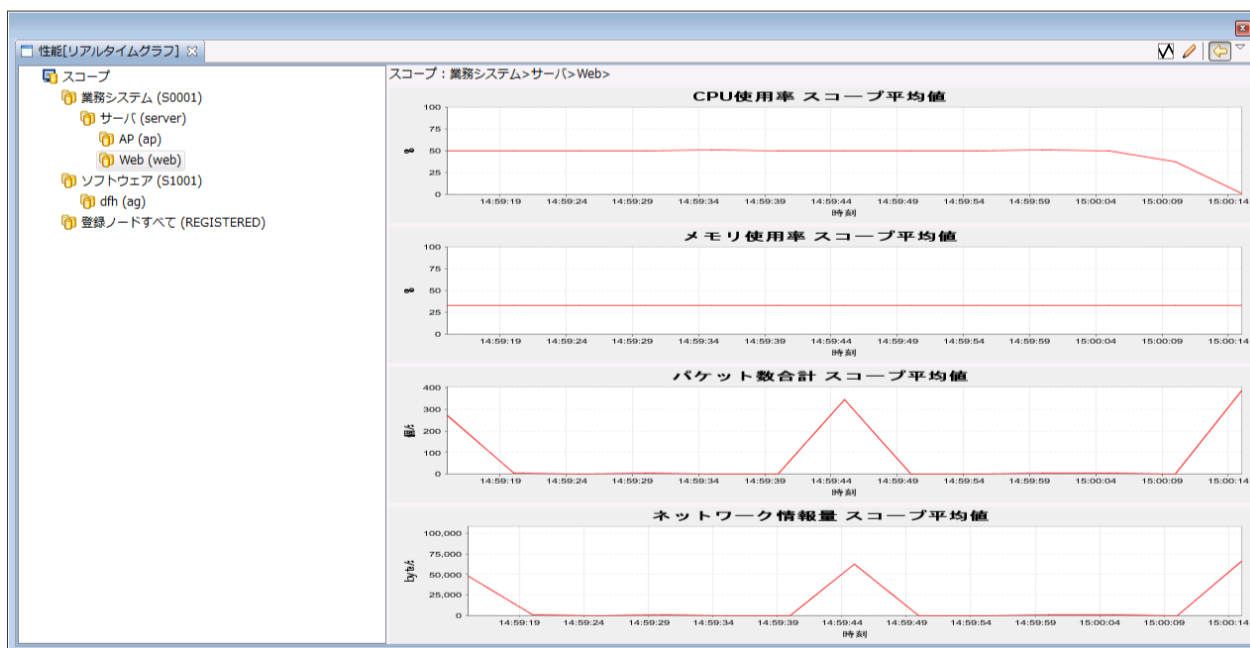 性能[リアルタイムグラフ]
スコープ
業務システム (S0001)
サーバ (server)
AP (ap)
Web (web)
ソフトウェア (S1001)
dfh (ag)
登録ノードすべて (REGISTERED)
スコープ：業務システム>サーバ>Web>
CPU使用率 スコープ平均値
100
75
50
25
0
%
14:59:19 14:59:24 14:59:29 14:59:34 14:59:39 14:59:44 14:59:49 14:59:54 14:59:59 15:00:04 15:00:09 15:00:14
時刻
メモリ使用率 スコープ平均値
100
75
50
25
0
%
14:59:19 14:59:24 14:59:29 14:59:34 14:59:39 14:59:44 14:59:49 14:59:54 14:59:59 15:00:04 15:00:09 15:00:14
時刻
パケット数合計 スコープ平均値
400
300
200
100
0
個/s
14:59:19 14:59:24 14:59:29 14:59:34 14:59:39 14:59:44 14:59:49 14:59:54 14:59:59 15:00:04 15:00:09 15:00:14
時刻
ネットワーク情報量 スコープ平均値
100,000
75,000
50,000
25,000
0
byte/s
14:59:19 14:59:24 14:59:29 14:59:34 14:59:39 14:59:44 14:59:49 14:59:54 14:59:59 15:00:04 15:00:09 15:00:14
時刻